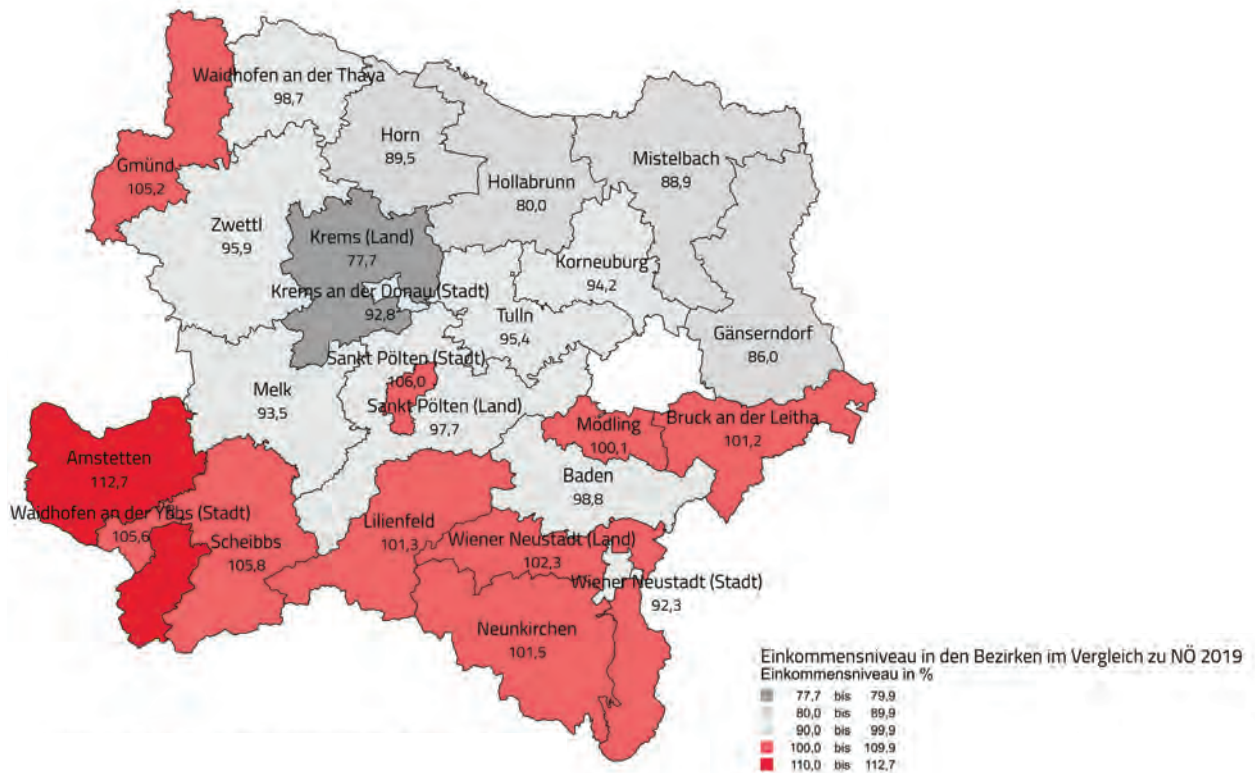 Waidhofen an der Thaya
98,7
Horn
89,5
Mistelbach
88,9
Gmünd
105,2
Hollabrunn
80,0
Zwettl
95,9
Krems (Land)
77,7
Korneuburg
94,2
Krems an der Donau (Stadt)
92,8
Tulln
95,4
Gänserndorf
86,0
Sankt Pölten (Stadt)
106,0
Melk
93,5
Sankt Pölten (Land)
97,7
Mödling
100,1
Bruck an der Leitha
101,2
Amstetten
112,7
Baden
98,8
Waidhofen an der Ybbs (Stadt)
105,6
Scheibbs
105,8
Lilienfeld
101,3
Wiener Neustadt (Land)
102,3
Wiener Neustadt (Stadt)
92,3
Neunkirchen
101,5
Einkommensniveau in den Bezirken im Vergleich zu NÖ 2019
Einkommensniveau in %
77,7 bis 79,9
80,0 bis 89,9
90,0 bis 99,9
100,0 bis 109,9
110,0 bis 112,7